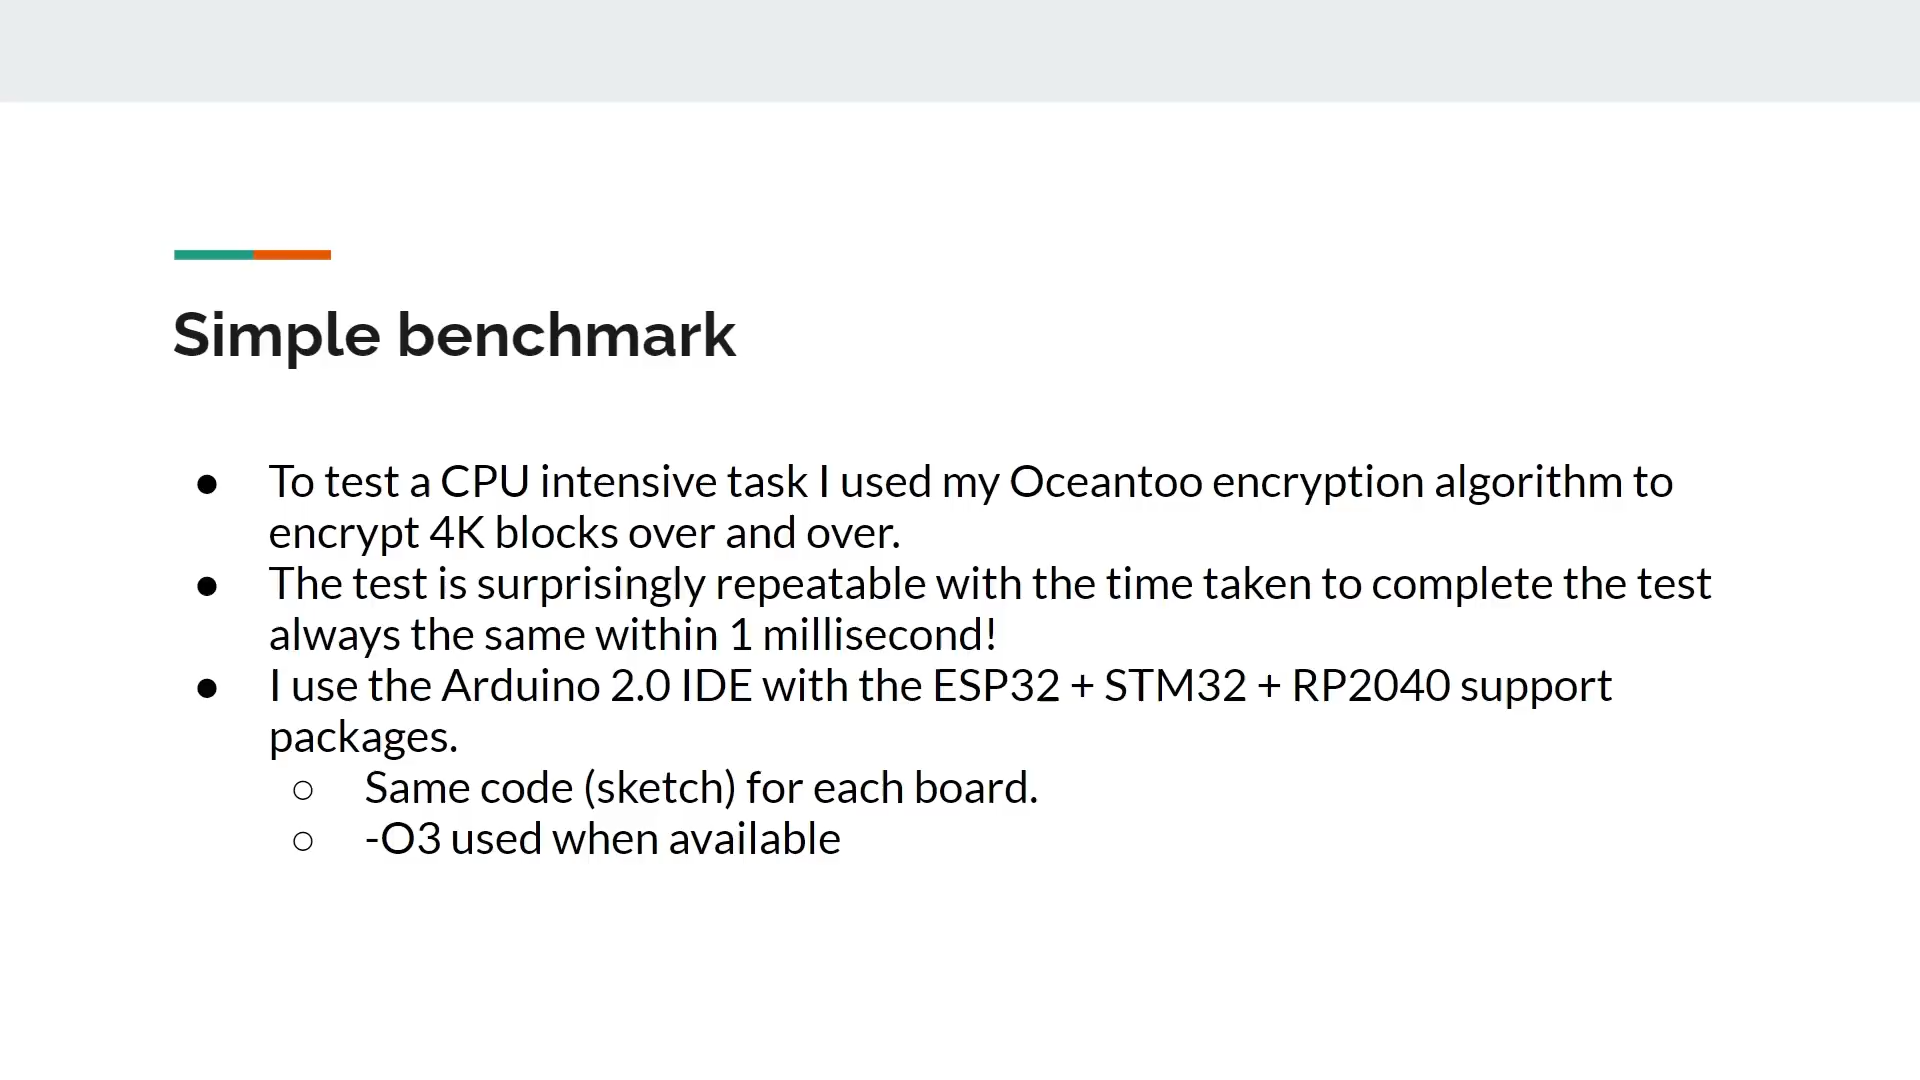 Simple benchmark
● To test a CPU intensive task I used my Oceantoo encryption algorithm to
encrypt 4K blocks over and over.
● The test is surprisingly repeatable with the time taken to complete the test
always the same within 1 millisecond!
● I use the Arduino 2.0 IDE with the ESP32 + STM32 + RP2040 support
packages.
○ Same code (sketch) for each board.
○ -O3 used when available